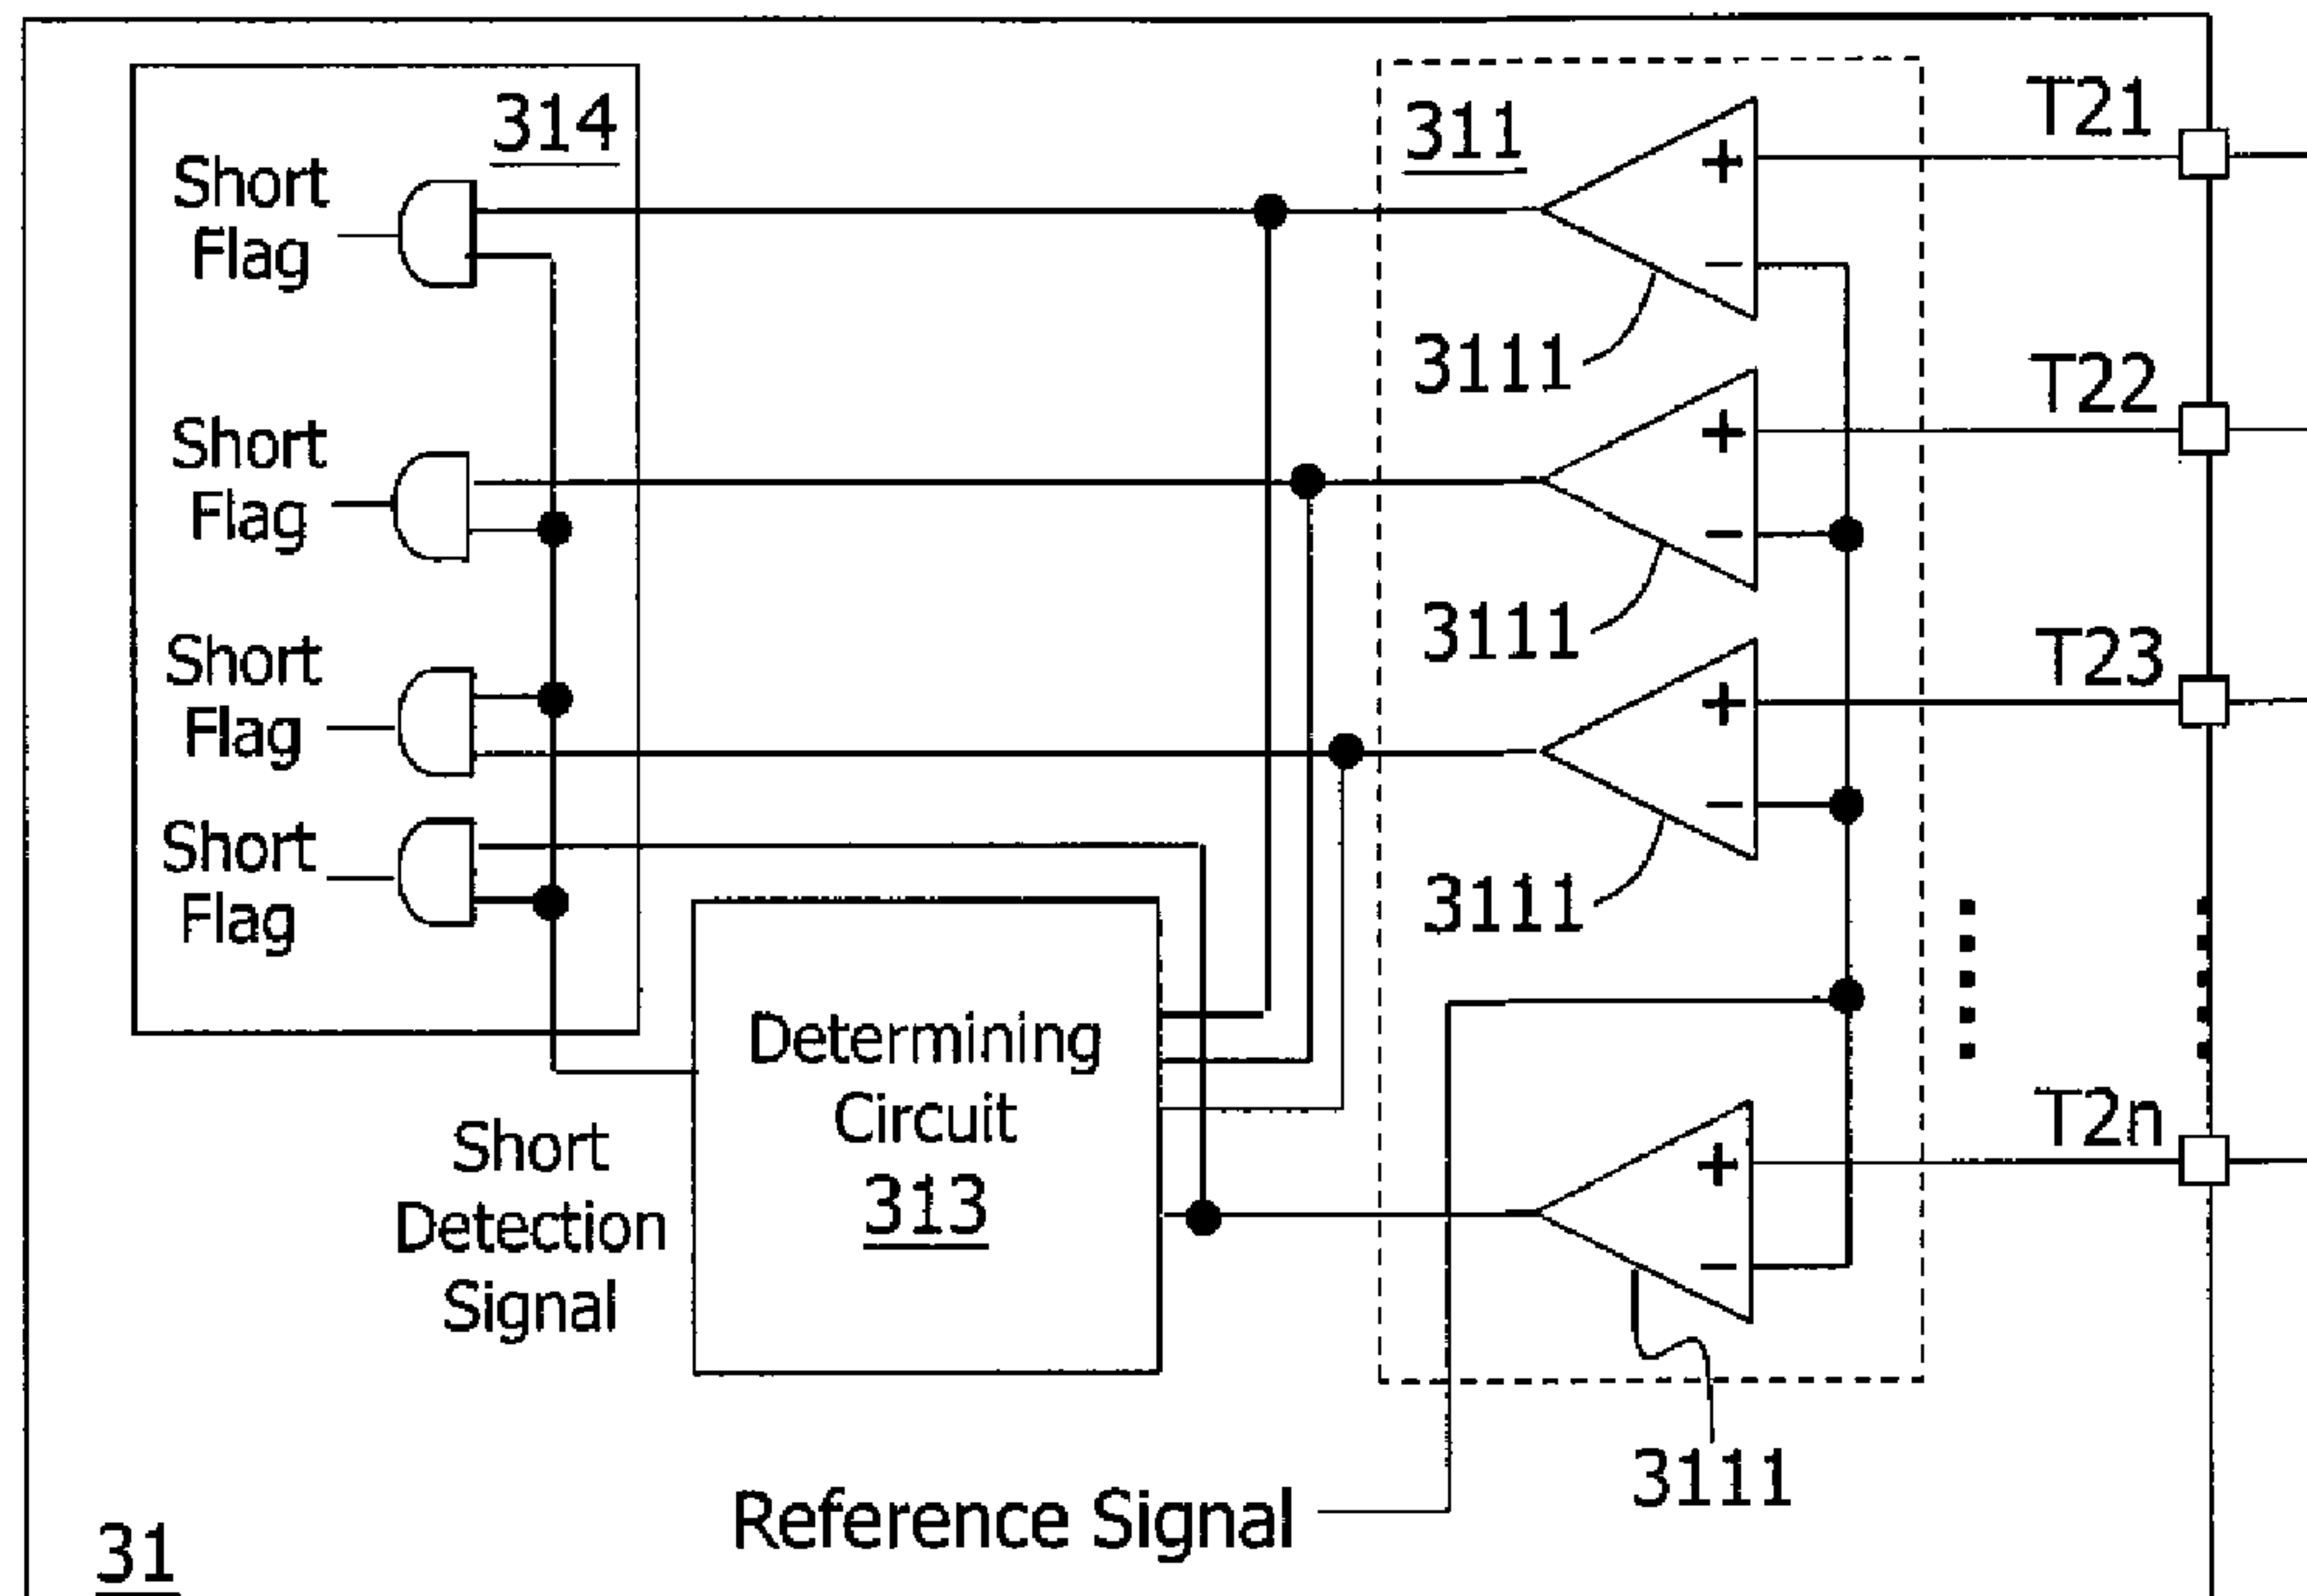 314
311
T21
Short
Flag
+
−
3111
T22
Short
Flag
+
−
3111
T23
Short
Flag
+
−
3111
Short
Flag
Determining
Circuit
313
T2n
Short
Detection
Signal
+
−
3111
Reference Signal
31